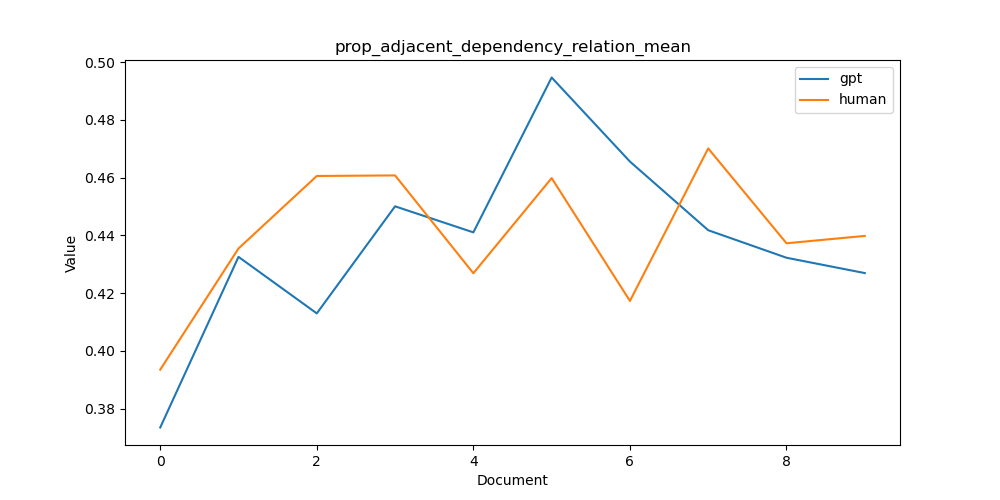 prop_adjacent_dependency_relation_mean
gpt
human
0.50
0.48
0.46
0.44
0.42
0.40
0.38
Value
0
2
4
6
8
Document